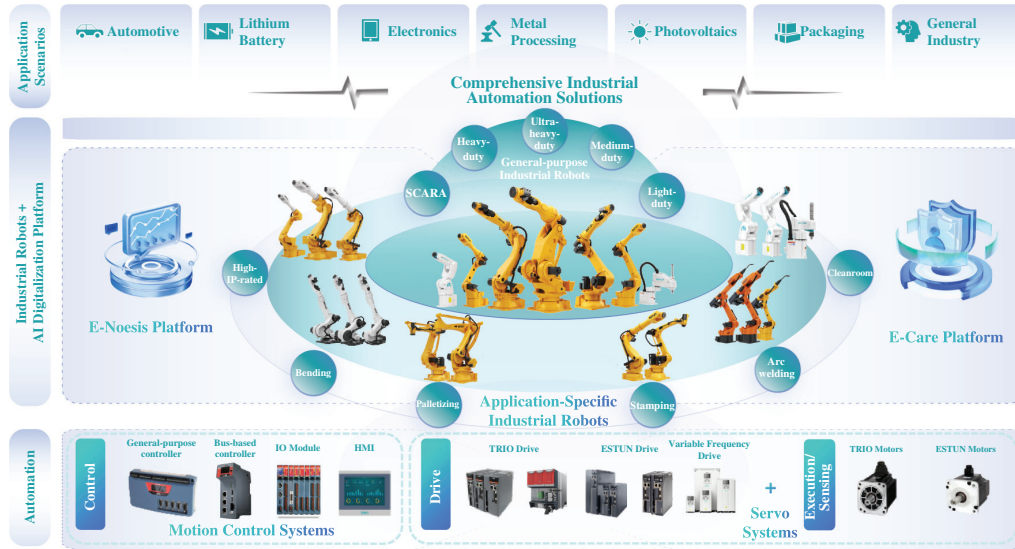 Application
Scenarios
Automotive
Lithium
Battery
Electronics
Metal
Processing
Photovoltaics
Packaging
General
Industry
Comprehensive Industrial
Automation Solutions
Industrial Robots +
AI Digitalization Platform
Ultra-
heavy-
duty
Heavy-
duty
Medium-
duty
General-purpose
Industrial Robots
SCARA
Light-
duty
High-
IP-rated
Cleanroom
E-Noesis Platform
E-Care Platform
Bending
Arc
welding
Palletizing
Stamping
Application-Specific
Industrial Robots
Automation
Control
General-purpose
controller
Bus-based
controller
IO Module
HMI
Motion Control Systems
Drive
TRIO Drive
ESTUN Drive
Variable Frequency
Drive
+
Servo
Systems
Execution/
Sensing
TRIO Motors
ESTUN Motors